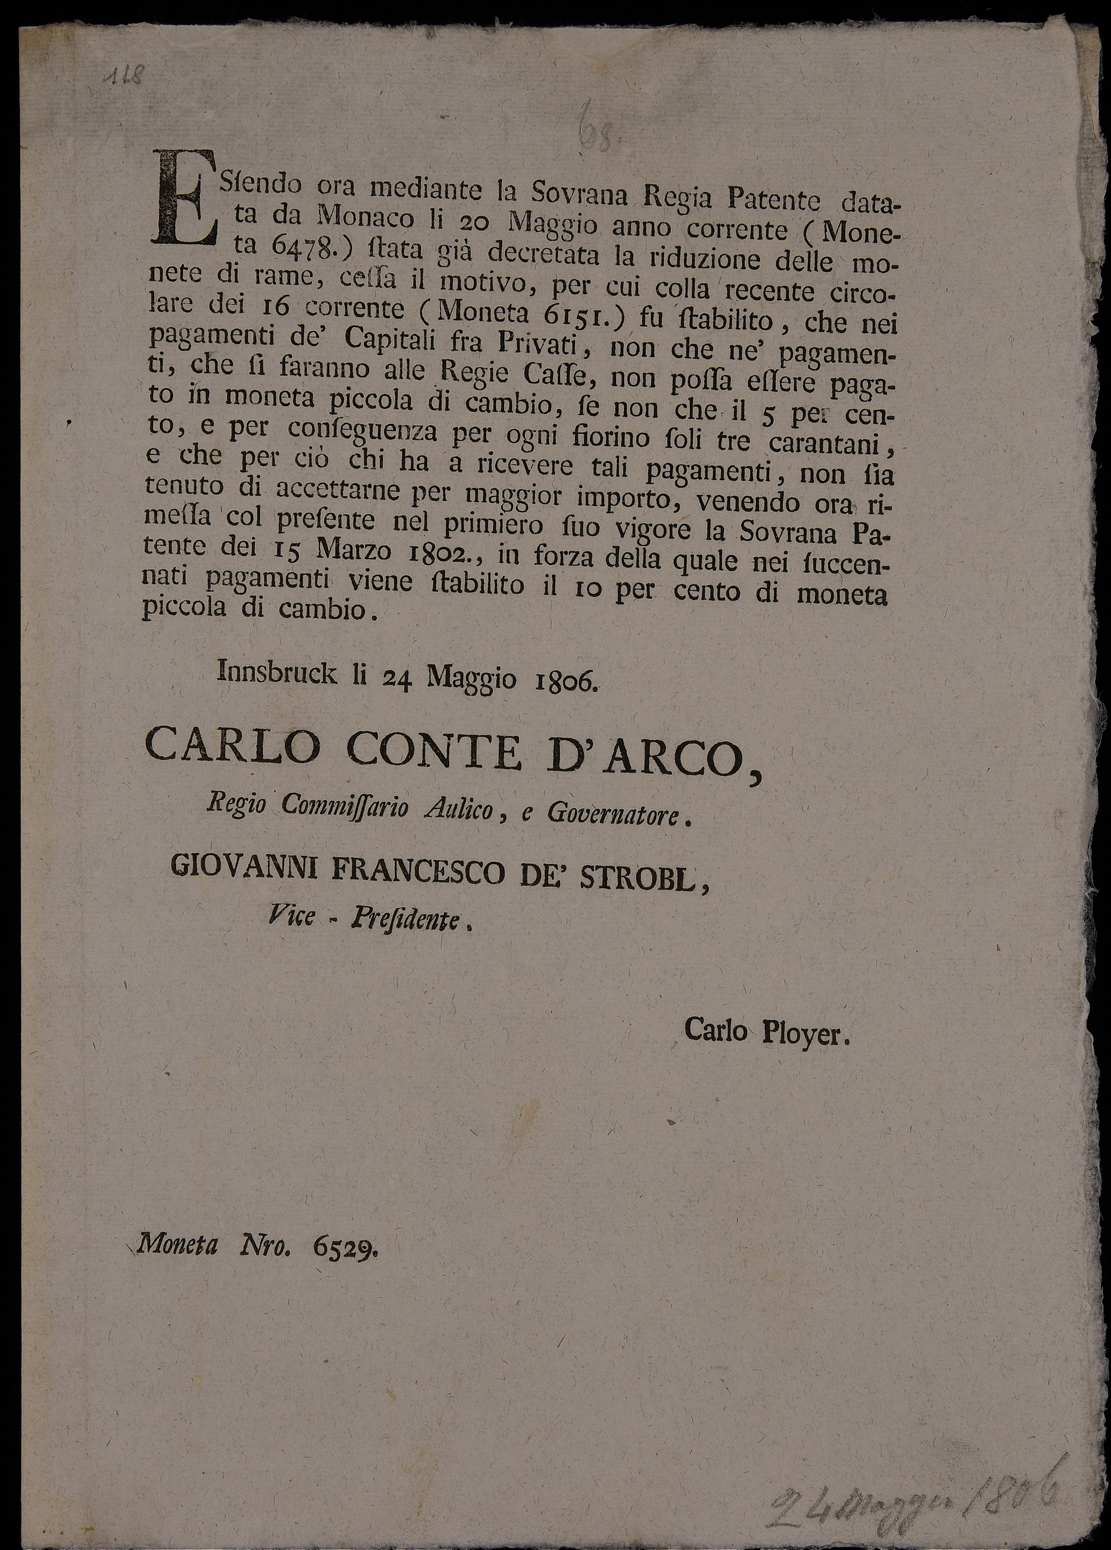 118
68.
ESſendo ora mediante la Sovrana Regia Patente data-
ta da Monaco li 20 Maggio anno corrente (Mone-
ta 6478.) ſtata già decretata la riduzione delle mo-
nete di rame, ceſſa il motivo, per cui colla recente circo-
lare dei 16 corrente (Moneta 6151.) fu ſtabilito, che nei
pagamenti de' Capitali fra Privati, non che ne' pagamen-
ti, che ſi faranno alle Regie Caſſe, non poſſa eſſere paga-
to in moneta piccola di cambio, ſe non che il 5 per cen-
to, e per conſeguenza per ogni fiorino ſoli tre carantani,
e che per ciò chi ha a ricevere tali pagamenti, non ſia
tenuto di accettarne per maggior importo, venendo ora ri-
meſſa col preſente nel primiero ſuo vigore la Sovrana Pa-
tente dei 15 Marzo 1802., in forza della quale nei ſuccen-
nati pagamenti viene ſtabilito il 10 per cento di moneta
piccola di cambio.
Innsbruck li 24 Maggio 1806.
CARLO CONTE D'ARCO,
Regio Commiſſario Aulico, e Governatore.
GIOVANNI FRANCESCO DE' STROBL,
Vice - Preſidente.
Carlo Ployer.
Moneta Nro. 6529.
24 Maggio 1806